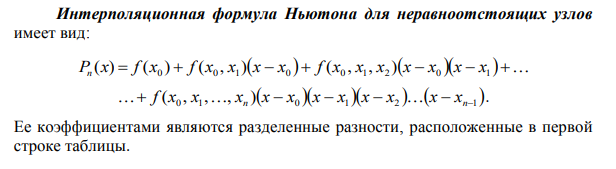 Интерполяционная формула Ньютона для неравноотстоящих узлов
имеет вид:
Pₙ(x) = f(x₀) + f(x₀, x₁)(x − x₀) + f(x₀, x₁, x₂)(x − x₀)(x − x₁) + …
… + f(x₀, x₁, …, xₙ)(x − x₀)(x − x₁)(x − x₂)…(x − xₙ₋₁).
Ее коэффициентами являются разделенные разности, расположенные в первой
строке таблицы.